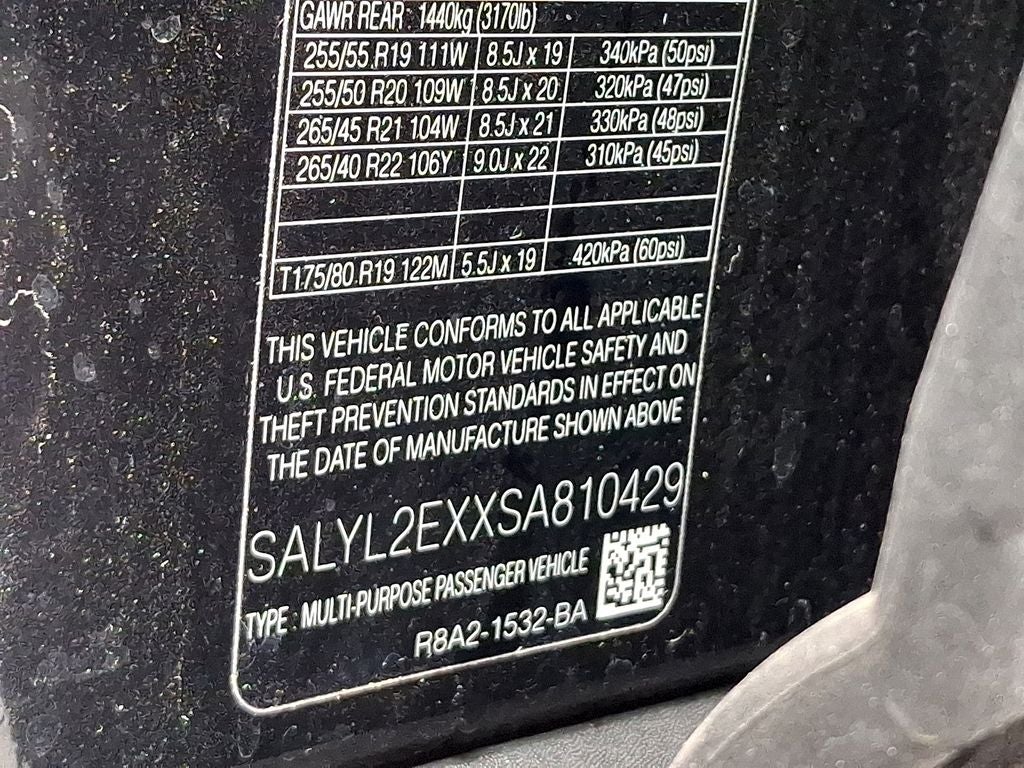 GAWR REAR : 1440kg (3170lb)
255/55 R19 111W 8.5J x 19 340kPa (50psi)
255/50 R20 109W 8.5J x 20 320kPa (47psi)
265/45 R21 104W 8.5J x 21 330kPa (48psi)
265/40 R22 106Y 9.0J x 22 310kPa (45psi)
T175/80 R19 122M 5.5J x 19 420kPa (60psi)
THIS VEHICLE CONFORMS TO ALL APPLICABLE
U.S. FEDERAL MOTOR VEHICLE SAFETY AND
THEFT PREVENTION STANDARDS IN EFFECT ON
THE DATE OF MANUFACTURE SHOWN ABOVE
SALYL2EXXSA810429
TYPE : MULTI-PURPOSE PASSENGER VEHICLE
R8A2-1532-BA